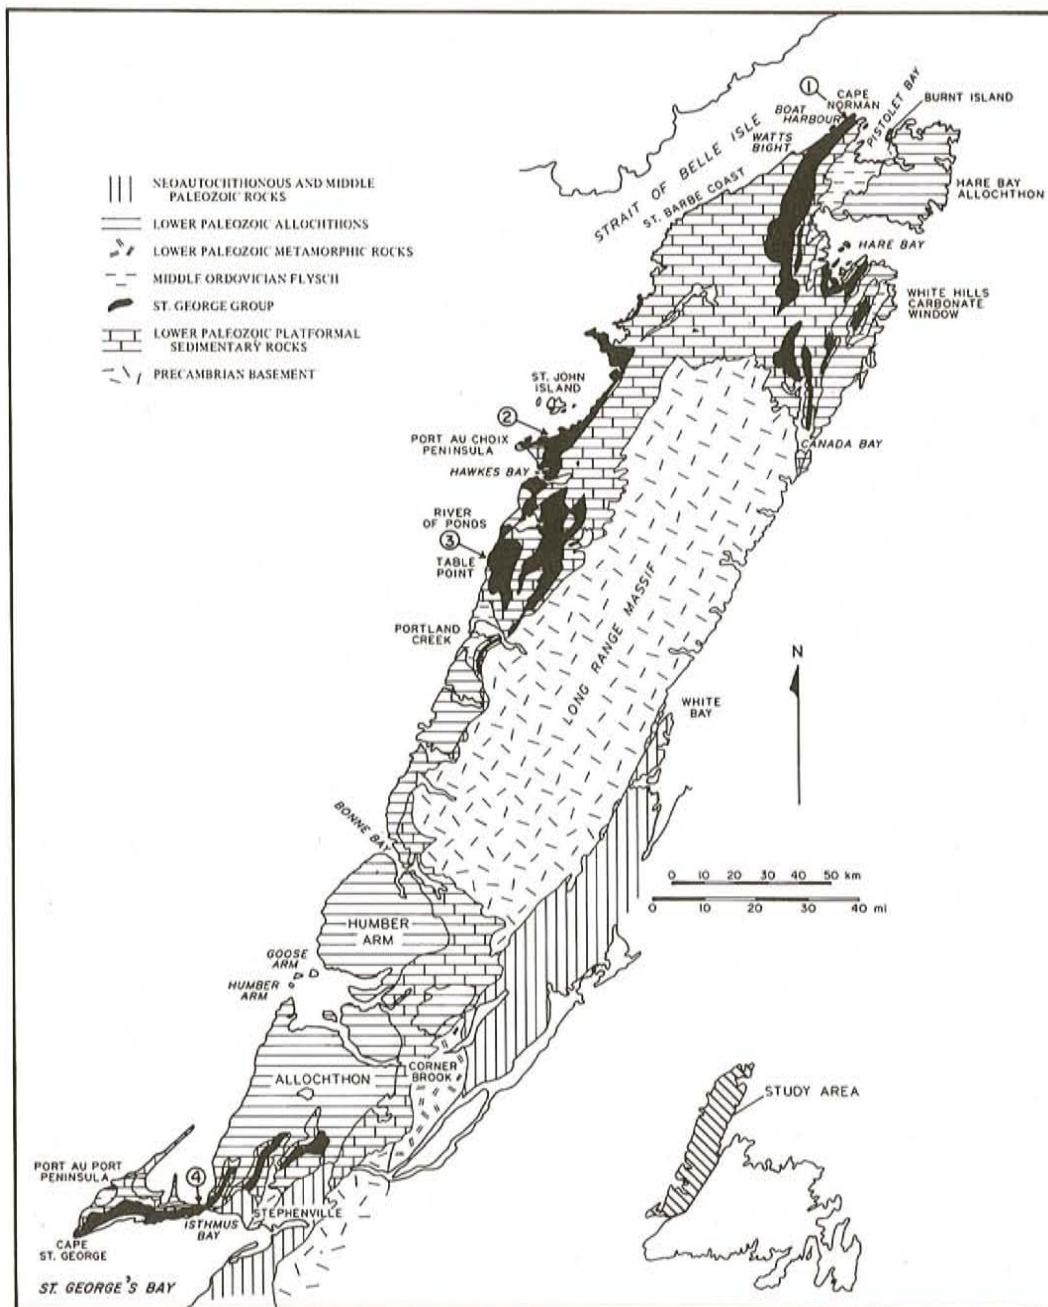 1
CAPE
NORMAN
BOAT
HARBOUR
PISTOLET BAY
BURNT ISLAND
WATTS
BIGHT
STRAIT OF BELLE ISLE
ST. BARBE COAST
HARE BAY
ALLOCHTHON
HARE BAY
WHITE HILLS
CARBONATE
WINDOW
NEOAUTOCHTHONOUS AND MIDDLE
PALEOZOIC ROCKS
LOWER PALEOZOIC ALLOCHTHONS
LOWER PALEOZOIC METAMORPHIC ROCKS
MIDDLE ORDOVICIAN FLYSCH
ST. GEORGE GROUP
LOWER PALEOZOIC PLATFORMAL
SEDIMENTARY ROCKS
PRECAMBRIAN BASEMENT
ST. JOHN
ISLAND
2
PORT AU CHOIX
PENINSULA
HAWKES BAY
CANADA BAY
RIVER
OF PONDS
3
TABLE
POINT
PORTLAND
CREEK
LONG RANGE MASSIF
N
WHITE
BAY
BONNE BAY
0 10 20 30 40 50 km
0 10 20 30 40 mi
HUMBER
ARM
GOOSE
ARM
HUMBER
ARM
ALLOCHTHON
CORNER
BROOK
STUDY AREA
PORT AU PORT
PENINSULA
4
ISTHMUS
BAY
STEPHENVILLE
CAPE
ST. GEORGE
ST. GEORGE'S BAY